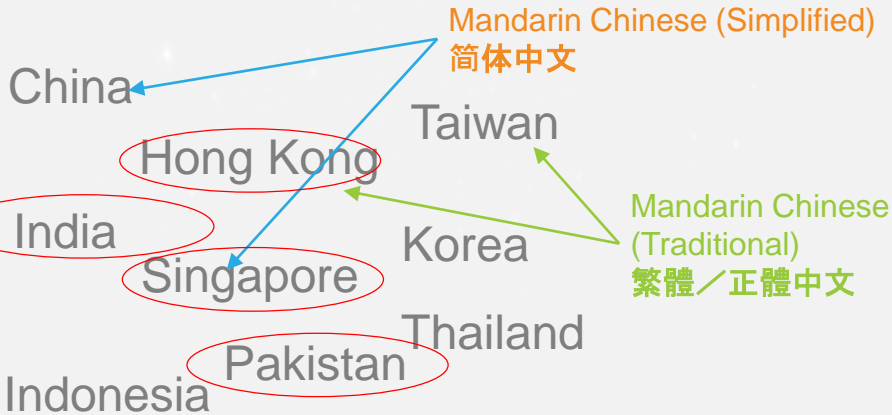 Mandarin Chinese (Simplified)
简体中文
China
Taiwan
Hong Kong
Mandarin Chinese
(Traditional)
繁體／正體中文
India
Korea
Singapore
Thailand
Pakistan
Indonesia